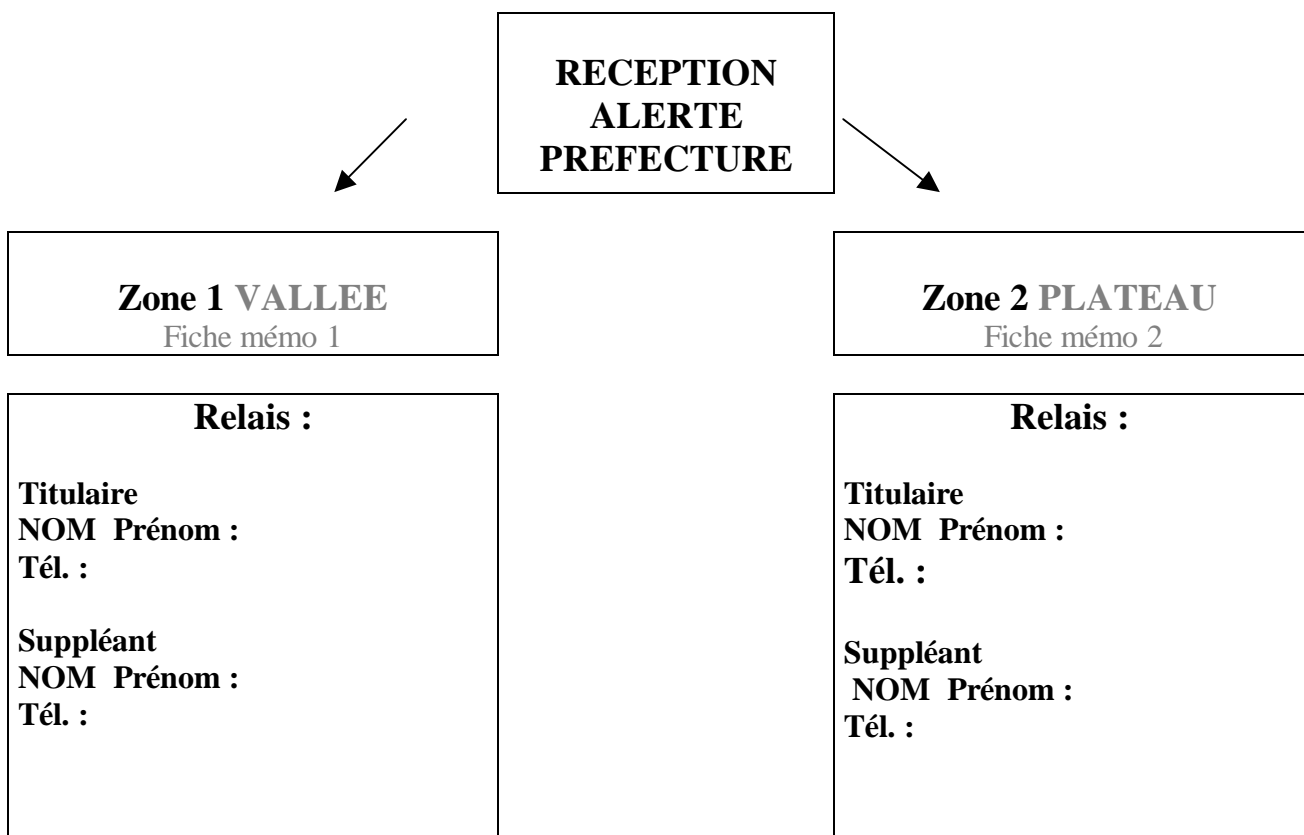 RECEPTION
ALERTE
PREFECTURE
Zone 1 VALLEE
Fiche mémo 1
Zone 2 PLATEAU
Fiche mémo 2
Relais :
Titulaire
NOM Prénom :
Tél. :
Suppléant
NOM Prénom :
Tél. :
Relais :
Titulaire
NOM Prénom :
Tél. :
Suppléant
NOM Prénom :
Tél. :